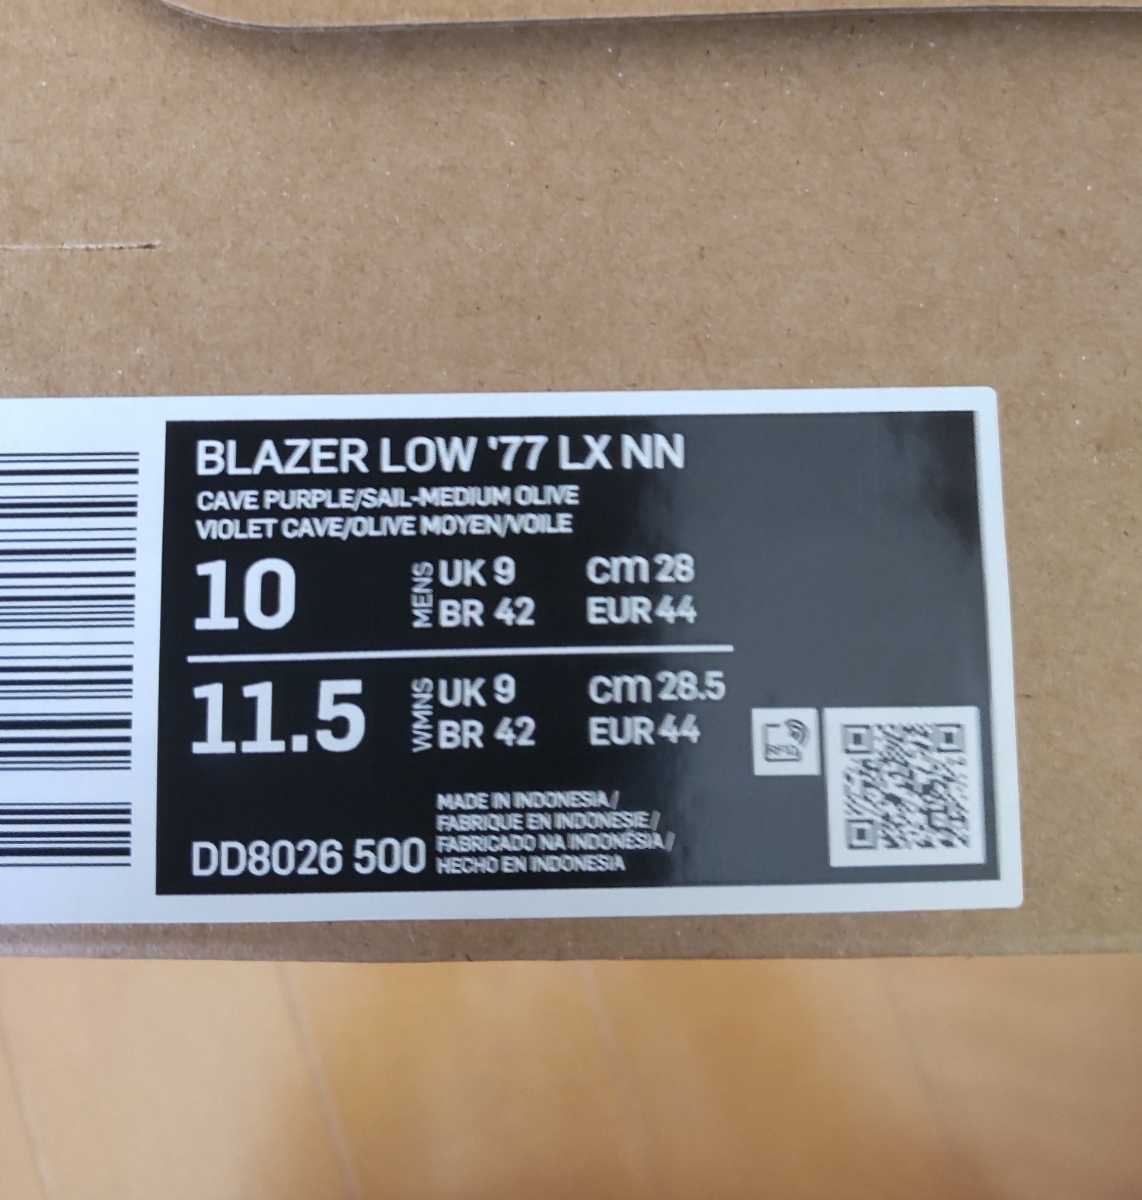 BLAZER LOW '77 LX NN
CAVE PURPLE/SAIL-MEDIUM OLIVE
VIOLET CAVE/OLIVE MOYEN/VOILE
10 MENS UK 9 cm 28
BR 42 EUR 44
11.5 WMNS UK 9 cm 28.5
BR 42 EUR 44
RFID
MADE IN INDONESIA/
FABRIQUE EN INDONESIE/
FABRICADO NA INDONÉSIA/
HECHO EN INDONESIA
DD8026 500